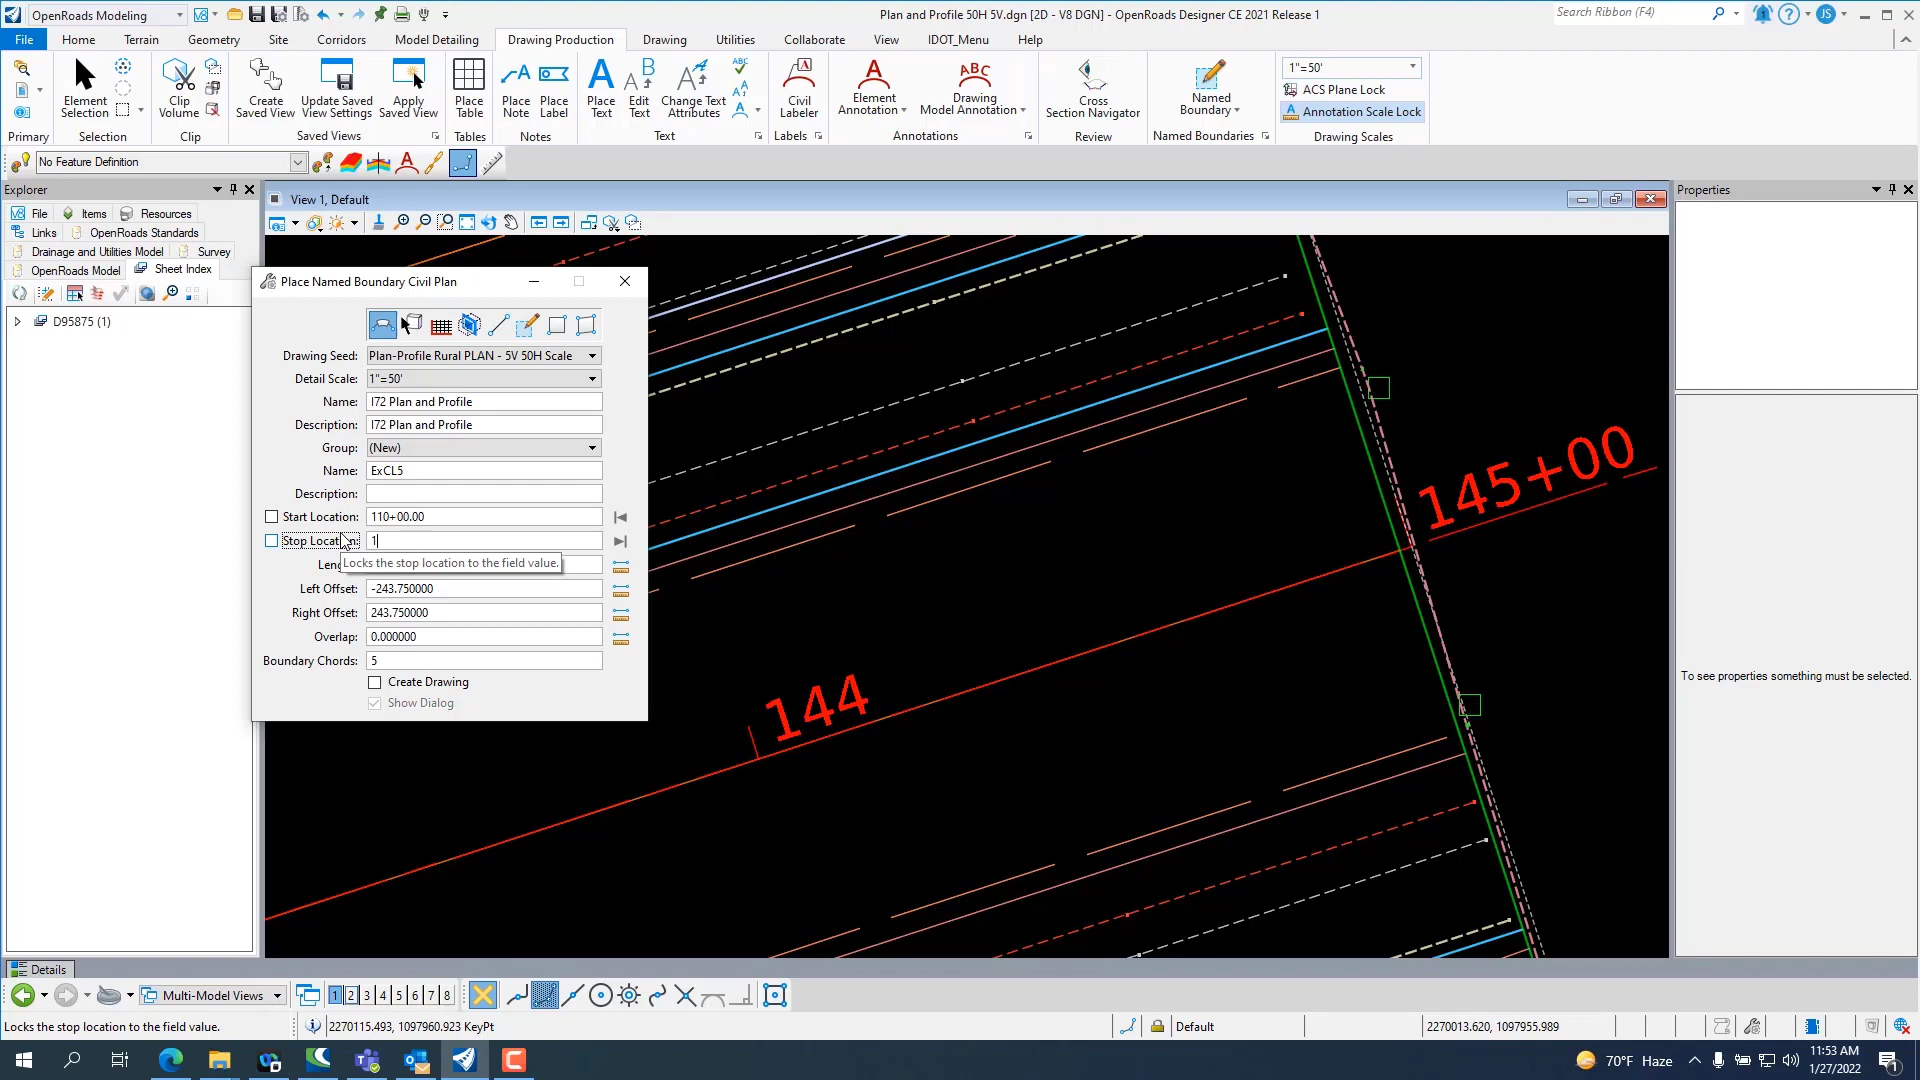 OpenRoads Modeling
Plan and Profile 50H 5V.dgn [2D - V8 DGN] - OpenRoads Designer CE 2021 Release 1
Search Ribbon (F4)
JS
File Home Terrain Geometry Site Corridors Model Detailing Drawing Production Drawing Utilities Collaborate View IDOT_Menu Help
Primary
Element Selection
Selection
Clip Volume
Clip
Create Saved View
Update Saved View Settings
Apply Saved View
Saved Views
Place Table
Tables
Place Note
Place Label
Notes
Place Text
Edit Text
Change Text Attributes
Text
Civil Labeler
Labels
Element Annotation
Drawing Model Annotation
Annotations
Cross Section Navigator
Review
Named Boundary
Named Boundaries
1"=50'
ACS Plane Lock
Annotation Scale Lock
Drawing Scales
No Feature Definition
Explorer
File Items Resources
Links OpenRoads Standards
Drainage and Utilities Model Survey
OpenRoads Model Sheet Index
D95875 (1)
View 1, Default
Properties
To see properties something must be selected.
Place Named Boundary Civil Plan
Drawing Seed: Plan-Profile Rural PLAN - 5V 50H Scale
Detail Scale: 1"=50'
Name: I72 Plan and Profile
Description: I72 Plan and Profile
Group: (New)
Name: ExCL5
Description:
Start Location: 110+00.00
Stop Location: 1
Locks the stop location to the field value.
Left Offset: -243.750000
Right Offset: 243.750000
Overlap: 0.000000
Boundary Chords: 5
Create Drawing
Show Dialog
145+00
144
Details
Multi-Model Views 1 2 3 4 5 6 7 8
Locks the stop location to the field value.
2270115.493, 1097960.923 KeyPt
Default
2270013.620, 1097955.989
70°F Haze
11:53 AM
1/27/2022
1